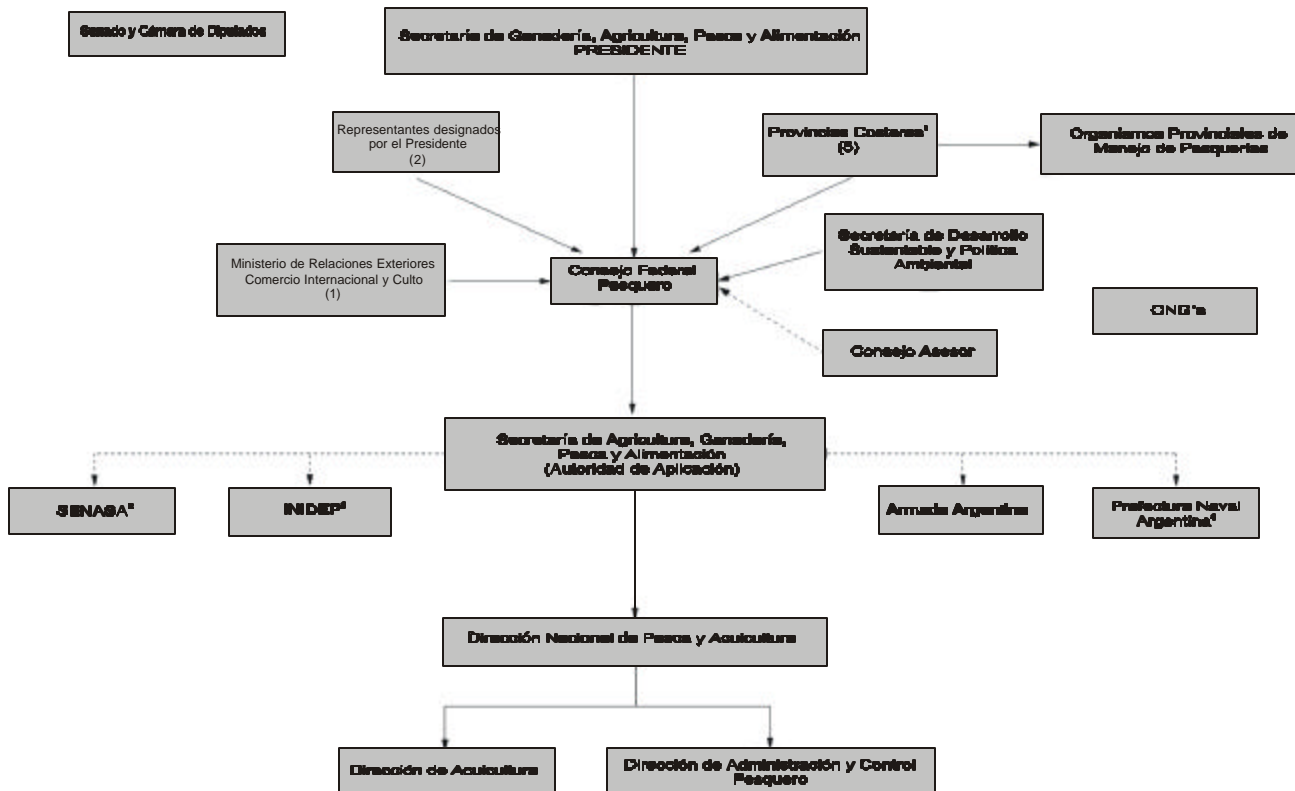 Senado y Cámara de Diputados
Secretaría de Ganadería, Agricultura, Pesca y Alimentación
PRESIDENTE
Representantes designados
por el Presidente
(2)
Provincias Costeras¹
(5)
Organismos Provinciales de
Manejo de Pesquerías
Ministerio de Relaciones Exteriores
Comercio Internacional y Culto
(1)
Consejo Federal
Pesquero
Secretaría de Desarrollo
Sustentable y Política
Ambiental
ONG's
Consejo Asesor
Secretaría de Agricultura, Ganadería,
Pesca y Alimentación
(Autoridad de Aplicación)
SENASA
INIDEP
Armada Argentina
Prefectura Naval
Argentina
Dirección Nacional de Pesca y Acuicultura
Dirección de Acuicultura
Dirección de Administración y Control
Pesquero